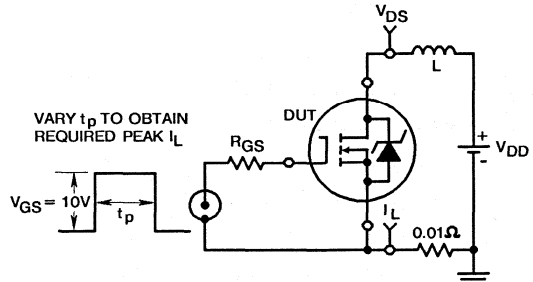 VDS
L
DUT
VARY tp TO OBTAIN
REQUIRED PEAK IL
RGS
+
VDD
-
VGS = 10V
tp
IL
0.01Ω